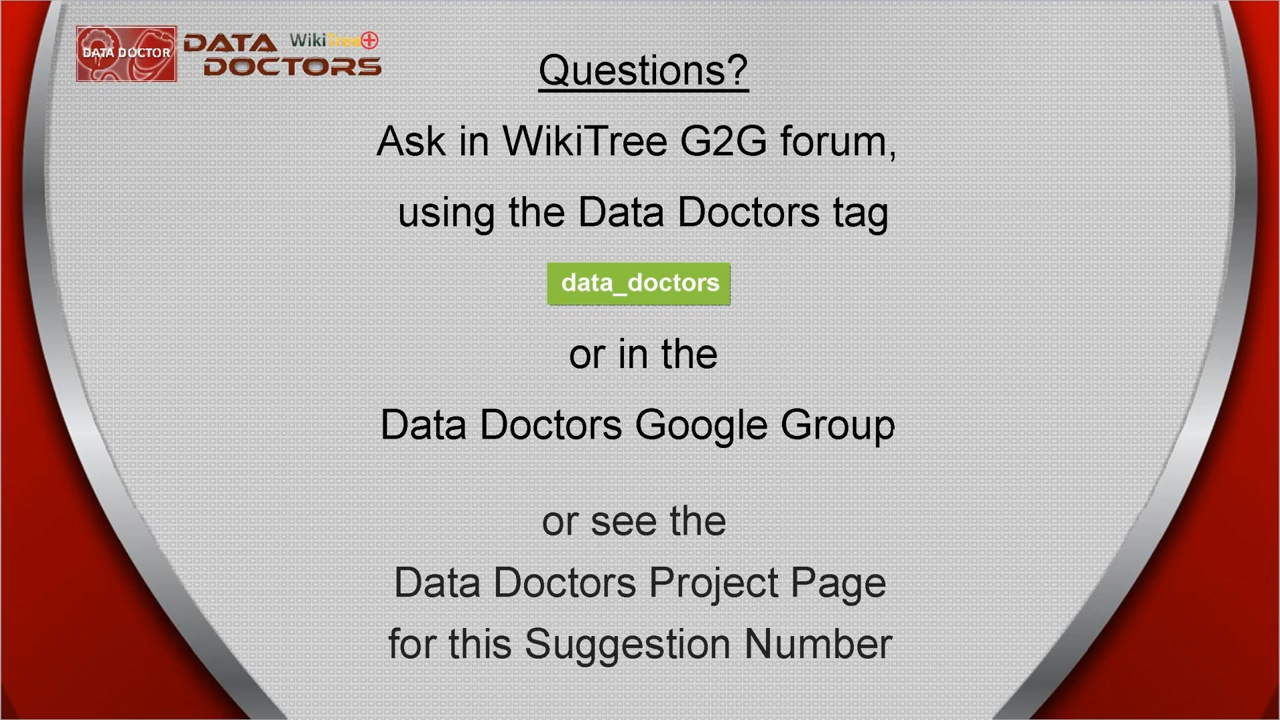 DATA DOCTOR
DATA WikiTree
DOCTORS
Questions?
Ask in WikiTree G2G forum,
using the Data Doctors tag
data_doctors
or in the
Data Doctors Google Group
or see the
Data Doctors Project Page
for this Suggestion Number